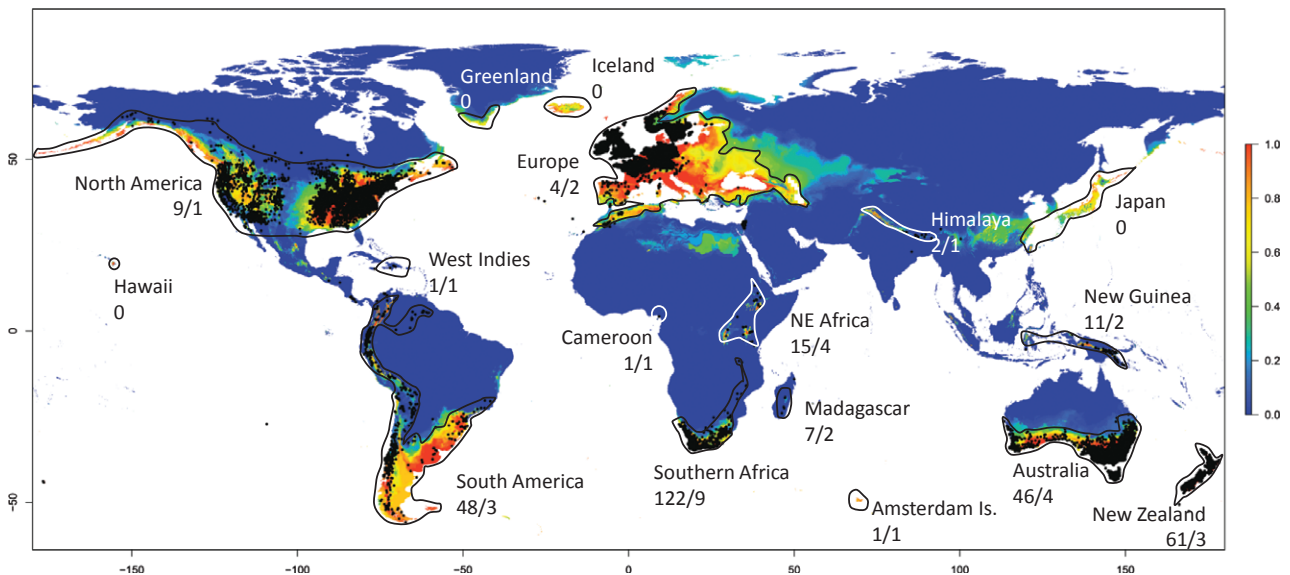 Greenland
0
Iceland
0
Europe
4/2
North America
9/1
Hawaii
0
West Indies
1/1
Cameroon
1/1
NE Africa
15/4
Himalaya
2/1
Japan
0
New Guinea
11/2
Madagascar
7/2
South America
48/3
Southern Africa
122/9
Amsterdam Is.
1/1
Australia
46/4
New Zealand
61/3
50
0
−50
−150
−100
−50
0
50
100
150
1.0
0.8
0.6
0.4
0.2
0.0